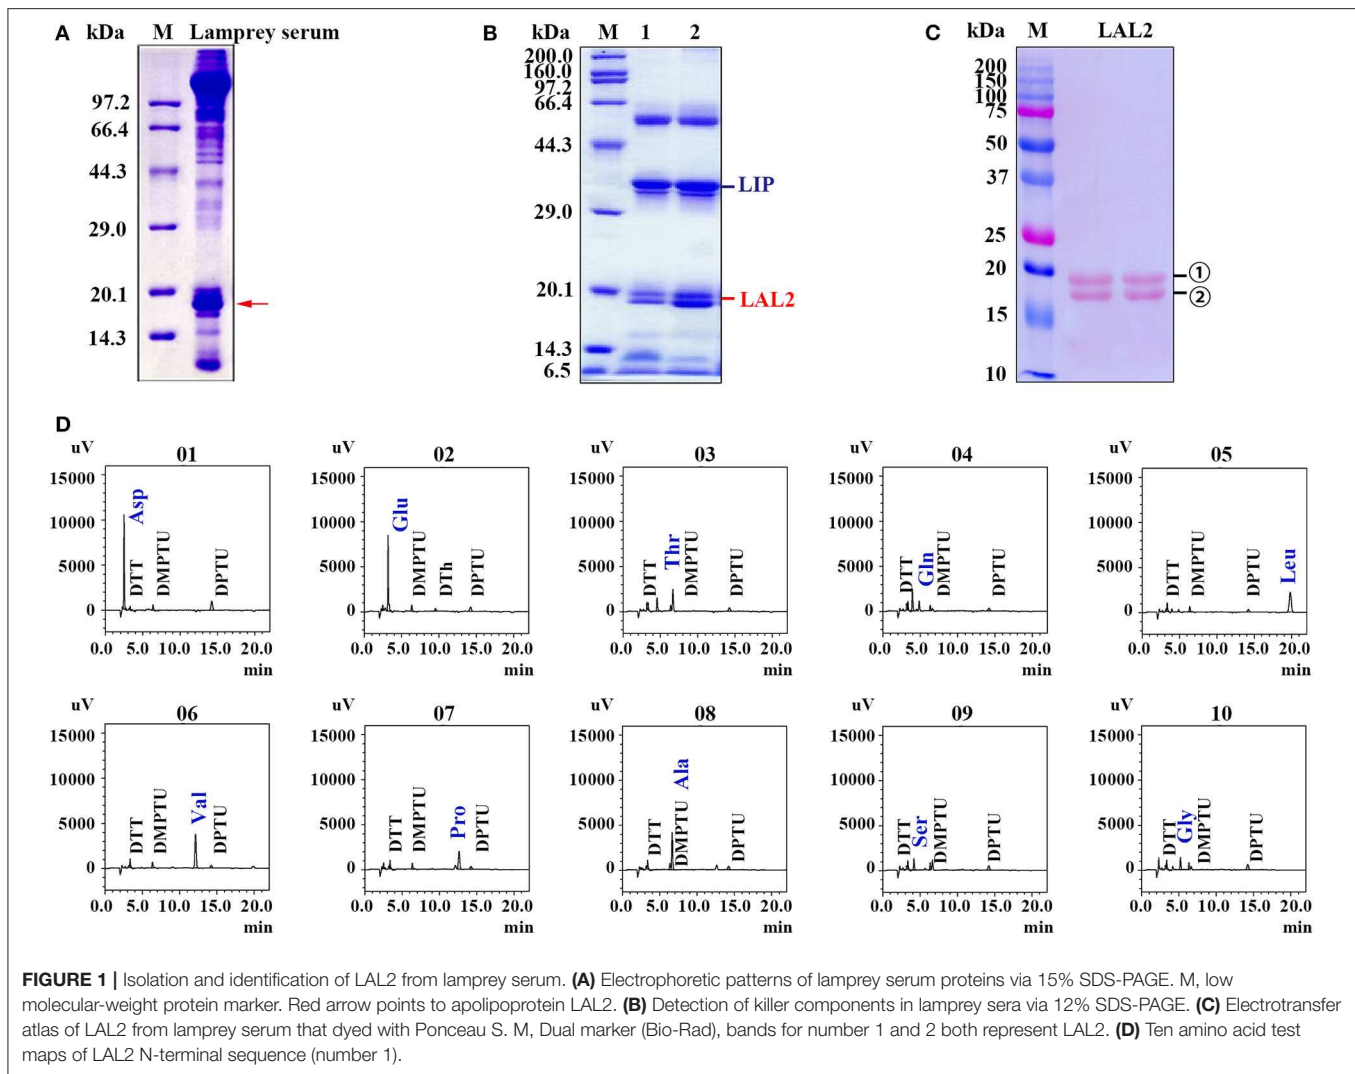 A kDa M Lamprey serum
97.2
66.4
44.3
29.0
20.1
14.3
B kDa M 1 2
200.0
160.0
97.2
66.4
44.3
LIP
29.0
20.1
LAL2
14.3
6.5
C kDa M LAL2
200
150
100
75
50
37
25
20
①
②
15
10
D
uV 01
15000
10000
5000
0
Asp
DTT
DMPTU
DPTU
0.0 5.0 10.0 15.0 20.0
min
uV 02
15000
10000
5000
0
Glu
DMPTU
DTh
DPTU
0.0 5.0 10.0 15.0 20.0
min
uV 03
15000
10000
5000
0
DTT
Thr
DMPTU
DPTU
0.0 5.0 10.0 15.0 20.0
min
uV 04
15000
10000
5000
0
DTT
Gln
DMPTU
DPTU
0.0 5.0 10.0 15.0 20.0
min
uV 05
15000
10000
5000
0
DTT
DMPTU
DPTU
Leu
0.0 5.0 10.0 15.0 20.0
min
uV 06
15000
10000
5000
0
DTT
DMPTU
Val
DPTU
0.0 5.0 10.0 15.0 20.0
min
uV 07
15000
10000
5000
0
DTT
DMPTU
Pro
DPTU
0.0 5.0 10.0 15.0 20.0
min
uV 08
15000
10000
5000
0
DTT
DMPTU
Ala
DPTU
0.0 5.0 10.0 15.0 20.0
min
uV 09
15000
10000
5000
0
DTT
Ser
DMPTU
DPTU
0.0 5.0 10.0 15.0 20.0
min
uV 10
15000
10000
5000
0
DTT
Gly
DMPTU
DPTU
0.0 5.0 10.0 15.0 20.0
min
FIGURE 1 | Isolation and identification of LAL2 from lamprey serum. (A) Electrophoretic patterns of lamprey serum proteins via 15% SDS-PAGE. M, low
molecular-weight protein marker. Red arrow points to apolipoprotein LAL2. (B) Detection of killer components in lamprey sera via 12% SDS-PAGE. (C) Electrotransfer
atlas of LAL2 from lamprey serum that dyed with Ponceau S. M, Dual marker (Bio-Rad), bands for number 1 and 2 both represent LAL2. (D) Ten amino acid test
maps of LAL2 N-terminal sequence (number 1).